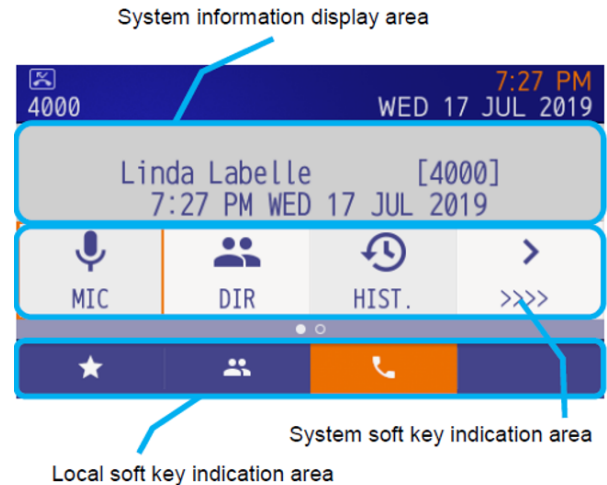 System information display area
7:27 PM
4000 WED 17 JUL 2019
Linda Labelle [4000]
7:27 PM WED 17 JUL 2019
MIC DIR HIST. >>>>
System soft key indication area
Local soft key indication area